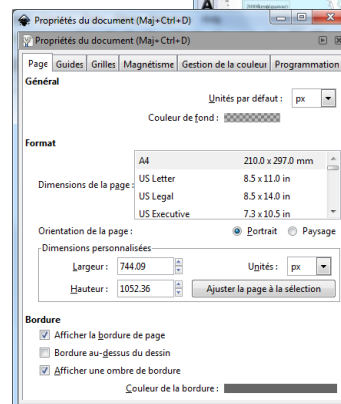 Propriétés du document (Maj+Ctrl+D)
Propriétés du document (Maj+Ctrl+D)
Page Guides Grilles Magnétisme Gestion de la couleur Programmation
Général
Unités par défaut : px
Couleur de fond :
Format
A4 210.0 x 297.0 mm
US Letter 8.5 x 11.0 in
Dimensions de la page :
US Legal 8.5 x 14.0 in
US Executive 7.3 x 10.5 in
Orientation de la page : Portrait Paysage
Dimensions personnalisées
Largeur : 744.09 Unités : px
Hauteur : 1052.36 Ajuster la page à la sélection
Bordure
Afficher la bordure de page
Bordure au-dessus du dessin
Afficher une ombre de bordure
Couleur de la bordure :